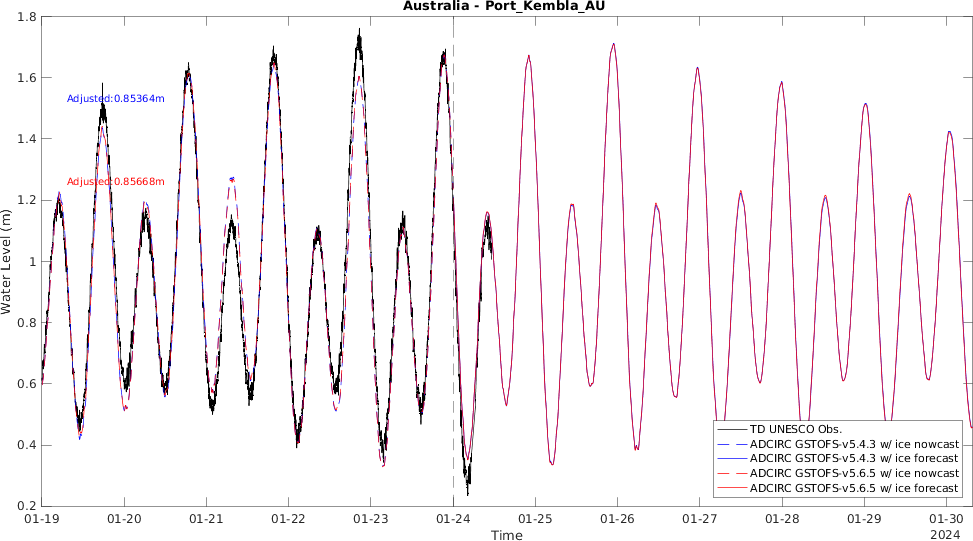 Australia - Port_Kembla_AU
Water Level (m)
1.8
1.6
1.4
1.2
1
0.8
0.6
0.4
0.2
Adjusted:0.85364m
Adjusted:0.85668m
TD UNESCO Obs.
ADCIRC GSTOFS-v5.4.3 w/ ice nowcast
ADCIRC GSTOFS-v5.4.3 w/ ice forecast
ADCIRC GSTOFS-v5.6.5 w/ ice nowcast
ADCIRC GSTOFS-v5.6.5 w/ ice forecast
01-19 01-20 01-21 01-22 01-23 01-24 01-25 01-26 01-27 01-28 01-29 01-30
2024
Time